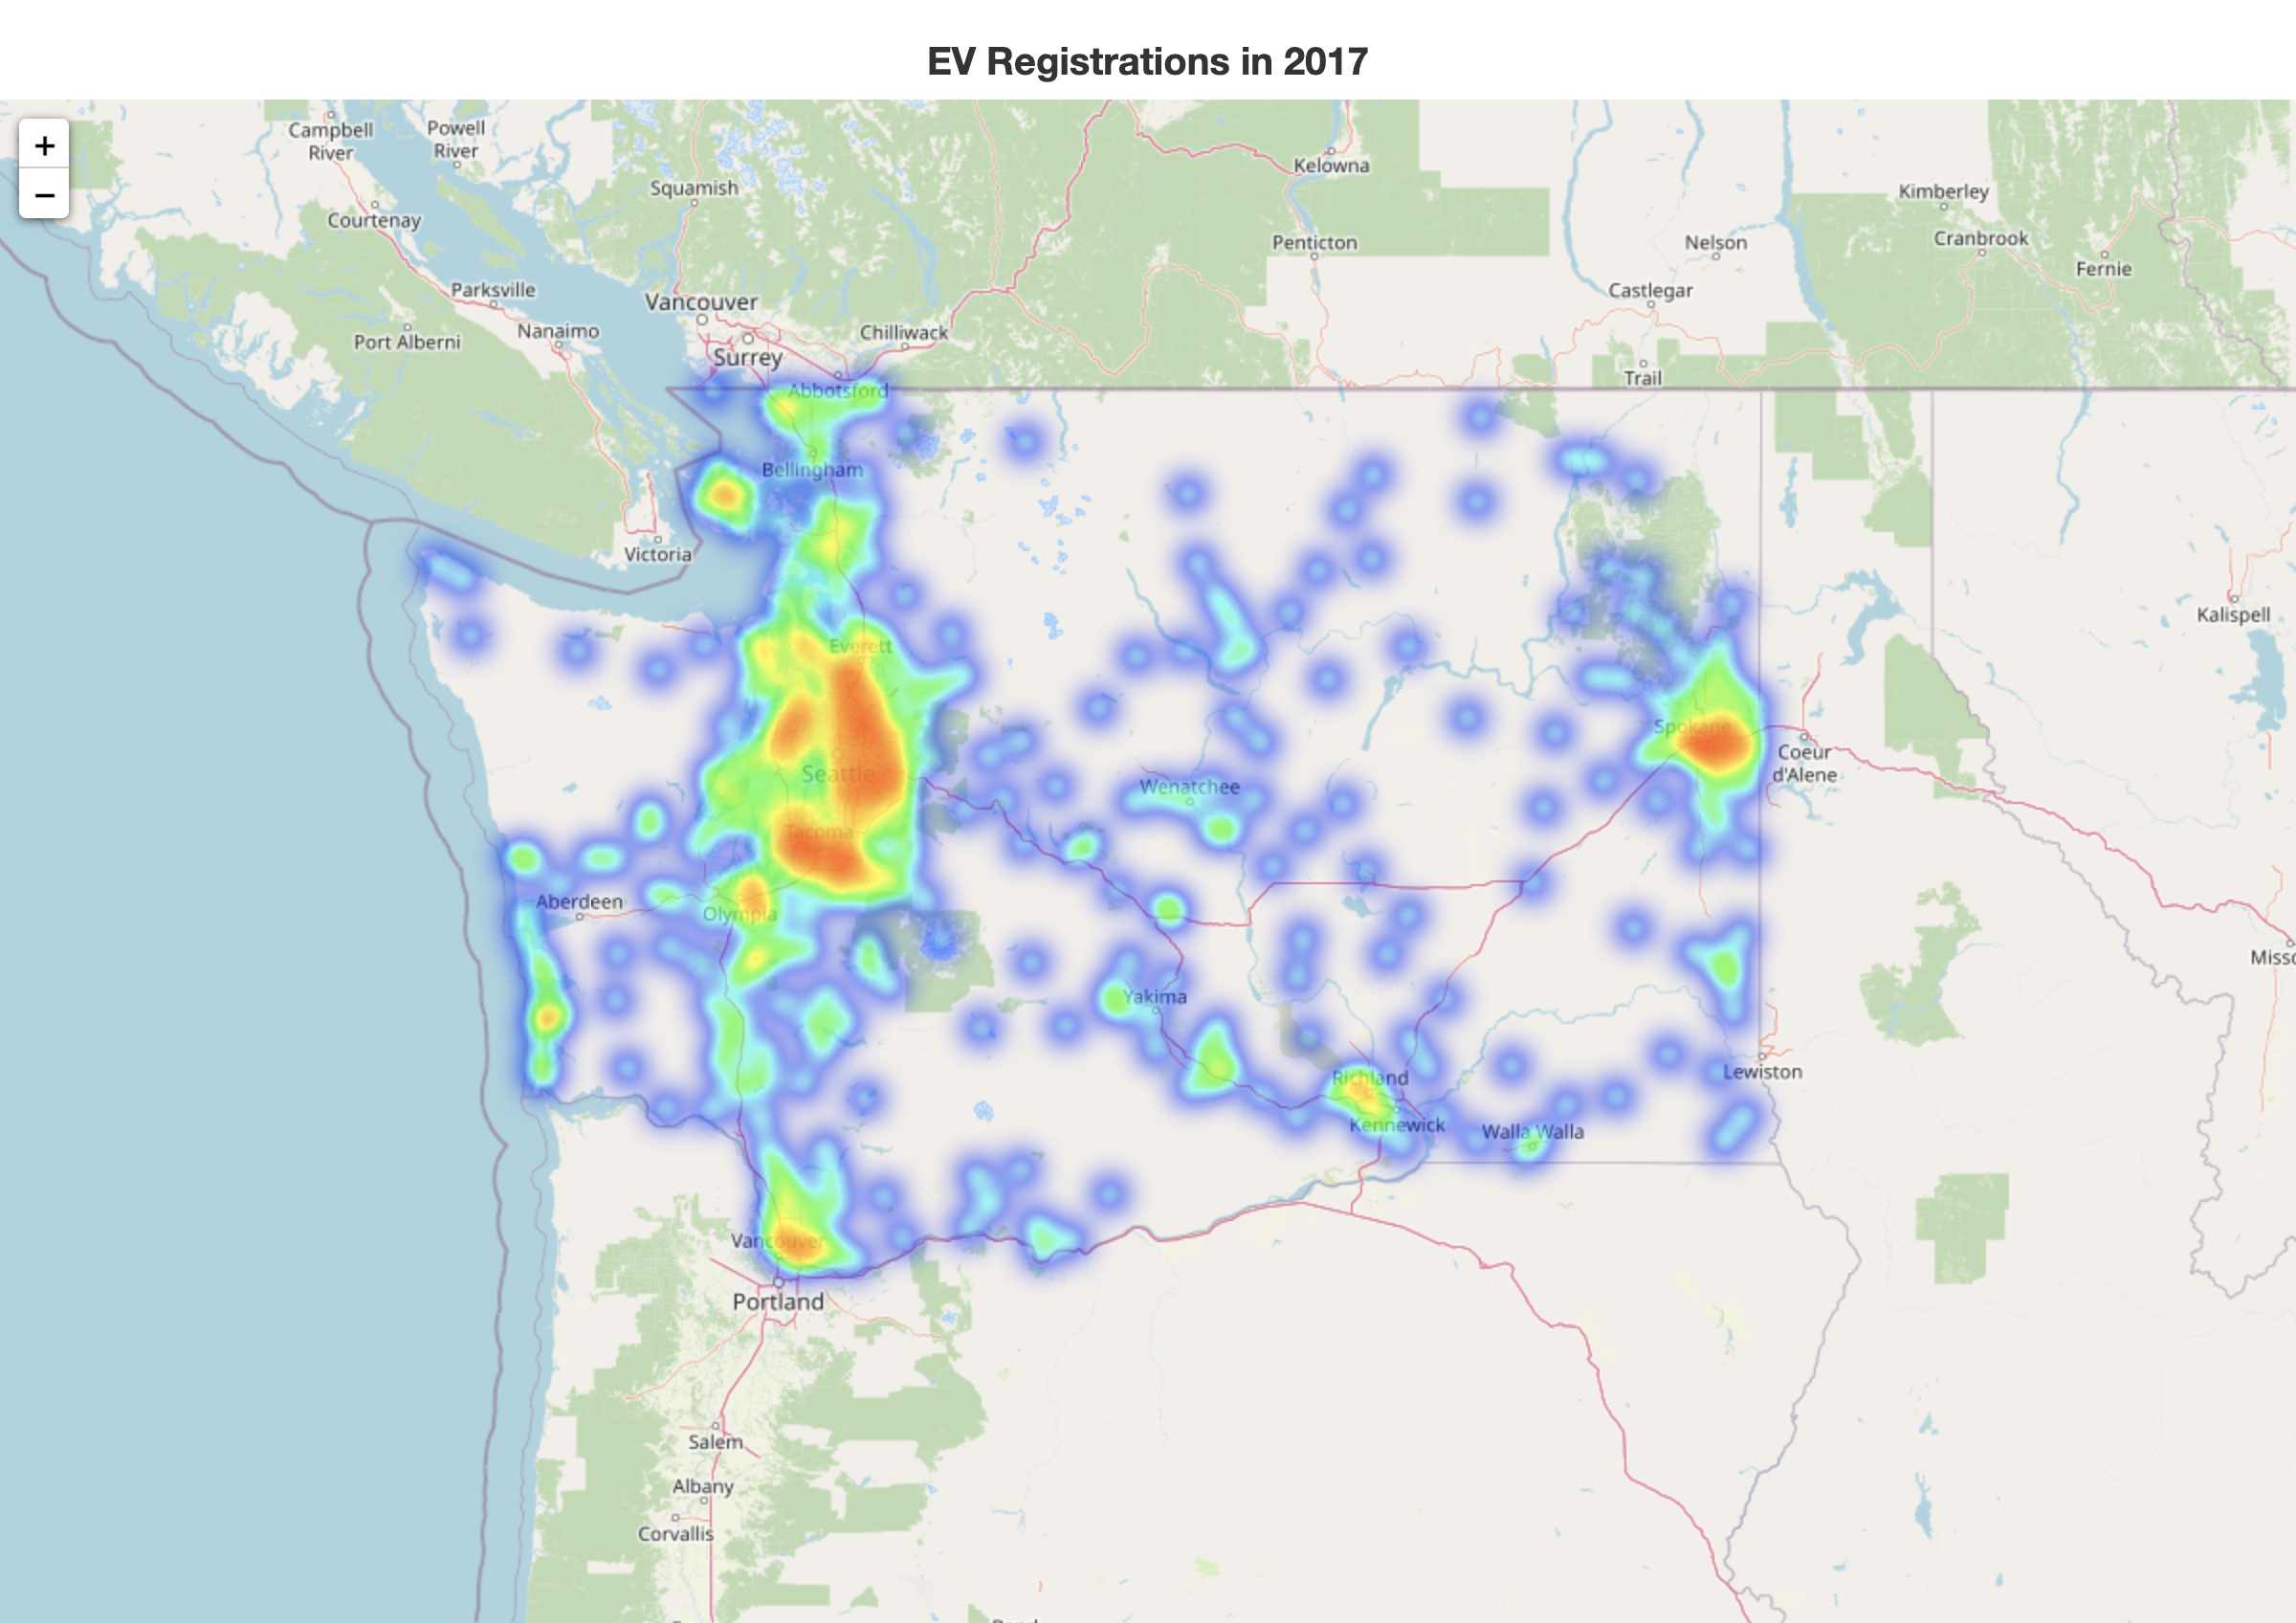 EV Registrations in 2017
+
−
Campbell
River
Powell
River
Squamish
Kelowna
Kimberley
Courtenay
Penticton
Nelson
Cranbrook
Fernie
Parksville
Vancouver
Castlegar
Port Alberni
Nanaimo
Chilliwack
Surrey
Trail
Abbotsford
Bellingham
Victoria
Kalispell
Everett
Spokane
Coeur
d'Alene
Seattle
Wenatchee
Tacoma
Aberdeen
Olympia
Misso
Yakima
Richland
Lewiston
Kennewick
Walla Walla
Vancouver
Portland
Salem
Albany
Corvallis